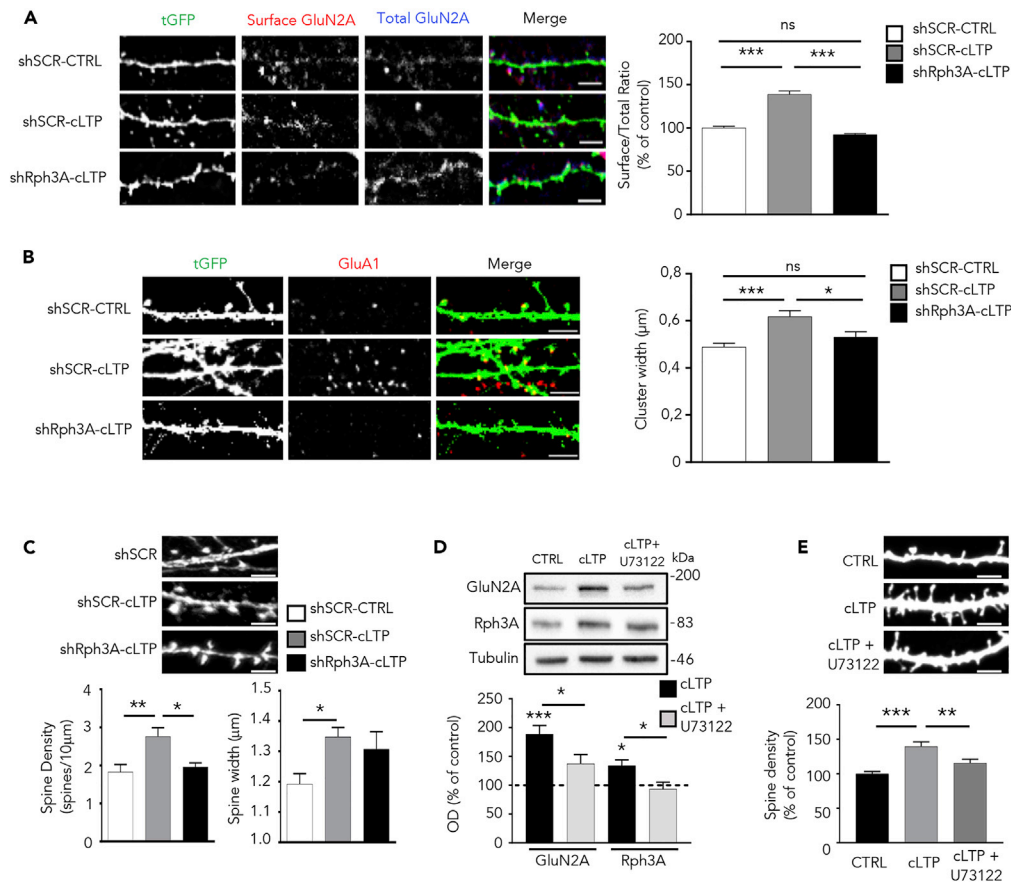 A
tGFP Surface GluN2A Total GluN2A Merge
shSCR-CTRL
shSCR-cLTP
shRph3A-cLTP
Surface/Total Ratio
(% of control)
200
150
100
50
0
ns
*** ***
shSCR-CTRL
shSCR-cLTP
shRph3A-cLTP
B
tGFP GluA1 Merge
shSCR-CTRL
shSCR-cLTP
shRph3A-cLTP
Cluster width (µm)
0,8
0,6
0,4
0,2
0
ns
*** *
shSCR-CTRL
shSCR-cLTP
shRph3A-cLTP
C
shSCR
shSCR-cLTP
shRph3A-cLTP
shSCR-CTRL
shSCR-cLTP
shRph3A-cLTP
Spine Density
(spines/10µm)
4
3
2
1
0
** *
Spine width (µm)
1.6
1.5
1.4
1.3
1.2
1.1
1.0
*
D
CTRL cLTP cLTP+
U73122
kDa
GluN2A -200
Rph3A -83
Tubulin -46
cLTP
cLTP +
U73122
OD (% of control)
250
200
150
100
50
0
*** *
* *
GluN2A Rph3A
E
CTRL
cLTP
cLTP +
U73122
Spine density
(% of control)
200
150
100
50
0
*** **
CTRL cLTP cLTP +
U73122